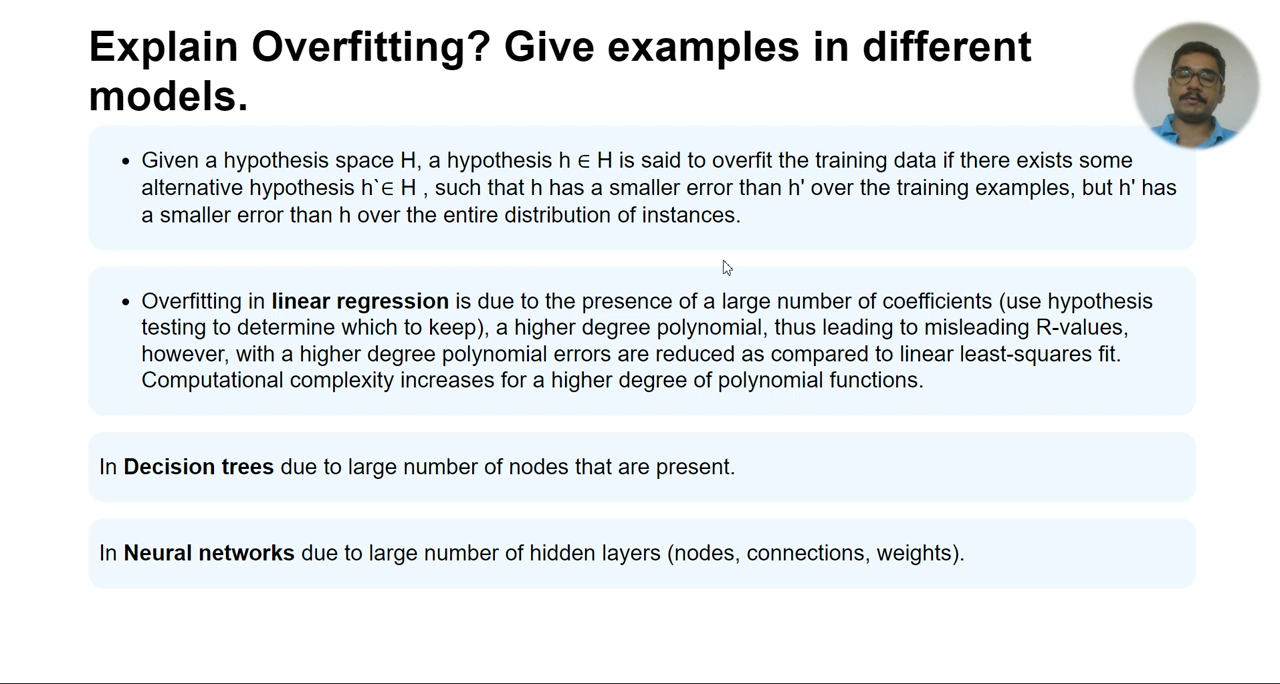 Explain Overfitting? Give examples in different
models.
• Given a hypothesis space H, a hypothesis h ∈ H is said to overfit the training data if there exists some
alternative hypothesis h`∈ H , such that h has a smaller error than h' over the training examples, but h' has
a smaller error than h over the entire distribution of instances.
• Overfitting in linear regression is due to the presence of a large number of coefficients (use hypothesis
testing to determine which to keep), a higher degree polynomial, thus leading to misleading R-values,
however, with a higher degree polynomial errors are reduced as compared to linear least-squares fit.
Computational complexity increases for a higher degree of polynomial functions.
In Decision trees due to large number of nodes that are present.
In Neural networks due to large number of hidden layers (nodes, connections, weights).